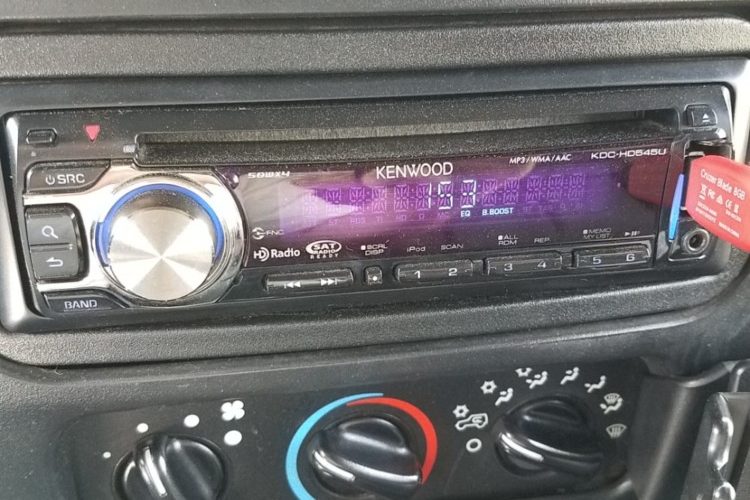 SRC
50Wx4
KENWOOD
MP3/WMA/AAC
KDC-HD545U
EQ
B.BOOST
FNC
HD Radio
SAT
RADIO
READY
SCRL
DISP
iPod
SCAN
ALL
RDM
REP
MEMO
MY LIST
1 2
3 4
5 6
BAND
Cruzer Blade 8GB